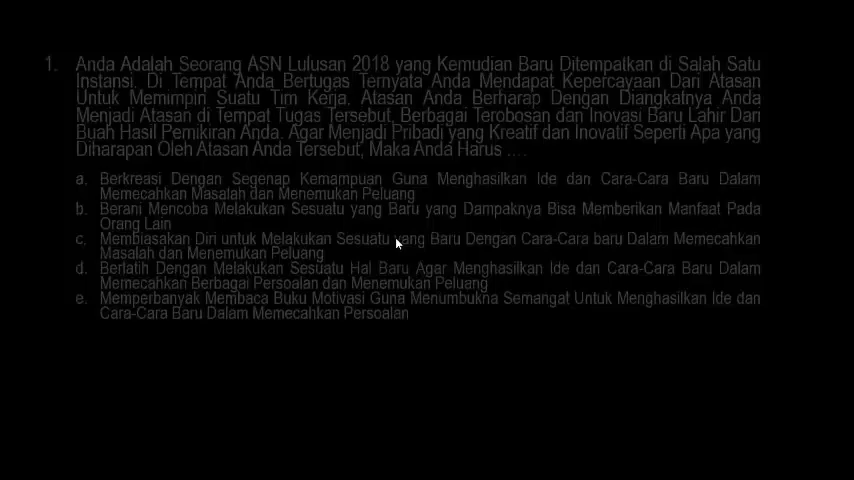 1. Anda Adalah Seorang ASN Lulusan 2018 yang Kemudian Baru Ditempatkan di Salah Satu
Instansi. Di Tempat Anda Bertugas Ternyata Anda Mendapat Kepercayaan Dari Atasan
Untuk Memimpin Suatu Tim Kerja. Atasan Anda Berharap Dengan Diangkatnya Anda
Menjadi Atasan di Tempat Tugas Tersebut, Berbagai Terobosan dan Inovasi Baru Lahir Dari
Buah Hasil Pemikiran Anda. Agar Menjadi Pribadi yang Kreatif dan Inovatif Seperti Apa yang
Diharapan Oleh Atasan Anda Tersebut, Maka Anda Harus ....
a. Berkreasi Dengan Segenap Kemampuan Guna Menghasilkan Ide dan Cara-Cara Baru Dalam
Memecahkan Masalah dan Menemukan Peluang
b. Berani Mencoba Melakukan Sesuatu yang Baru yang Dampaknya Bisa Memberikan Manfaat Pada
Orang Lain
c. Membiasakan Diri untuk Melakukan Sesuatu yang Baru Dengan Cara-Cara baru Dalam Memecahkan
Masalah dan Menemukan Peluang
d. Berlatih Dengan Melakukan Sesuatu Hal Baru Agar Menghasilkan Ide dan Cara-Cara Baru Dalam
Memecahkan Berbagai Persoalan dan Menemukan Peluang
e. Memperbanyak Membaca Buku Motivasi Guna Menumbukna Semangat Untuk Menghasilkan Ide dan
Cara-Cara Baru Dalam Memecahkan Persoalan